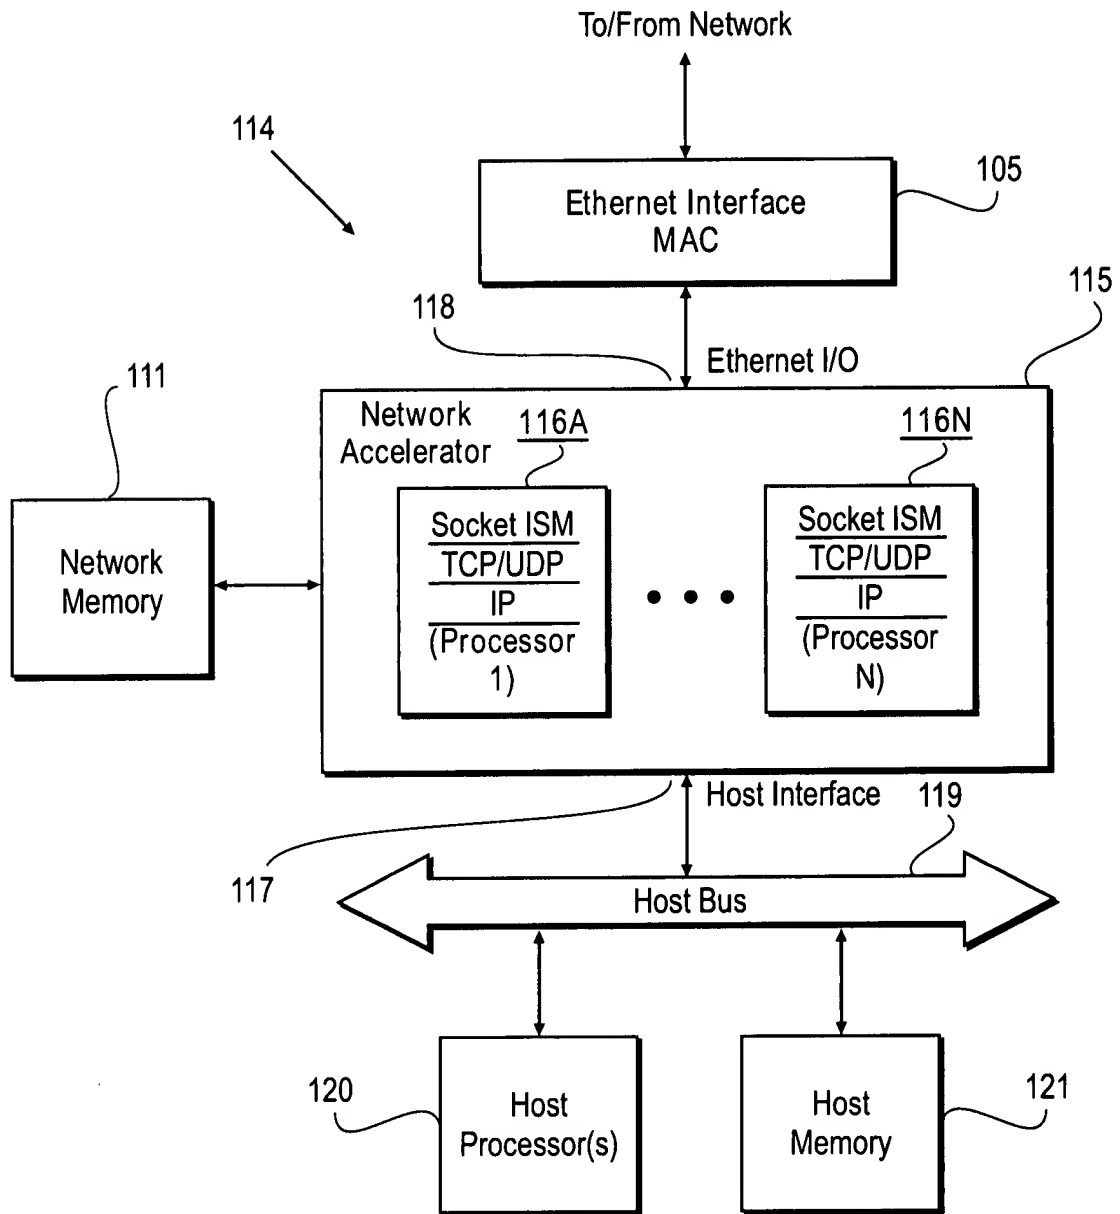 To/From Network
114
105
Ethernet Interface
MAC
118
115
Ethernet I/O
111
Network
Accelerator
116A
116N
Network
Memory
Socket ISM
TCP/UDP
IP
(Processor
1)
Socket ISM
TCP/UDP
IP
(Processor
N)
Host Interface
119
117
Host Bus
120
Host
Processor(s)
Host
Memory
121